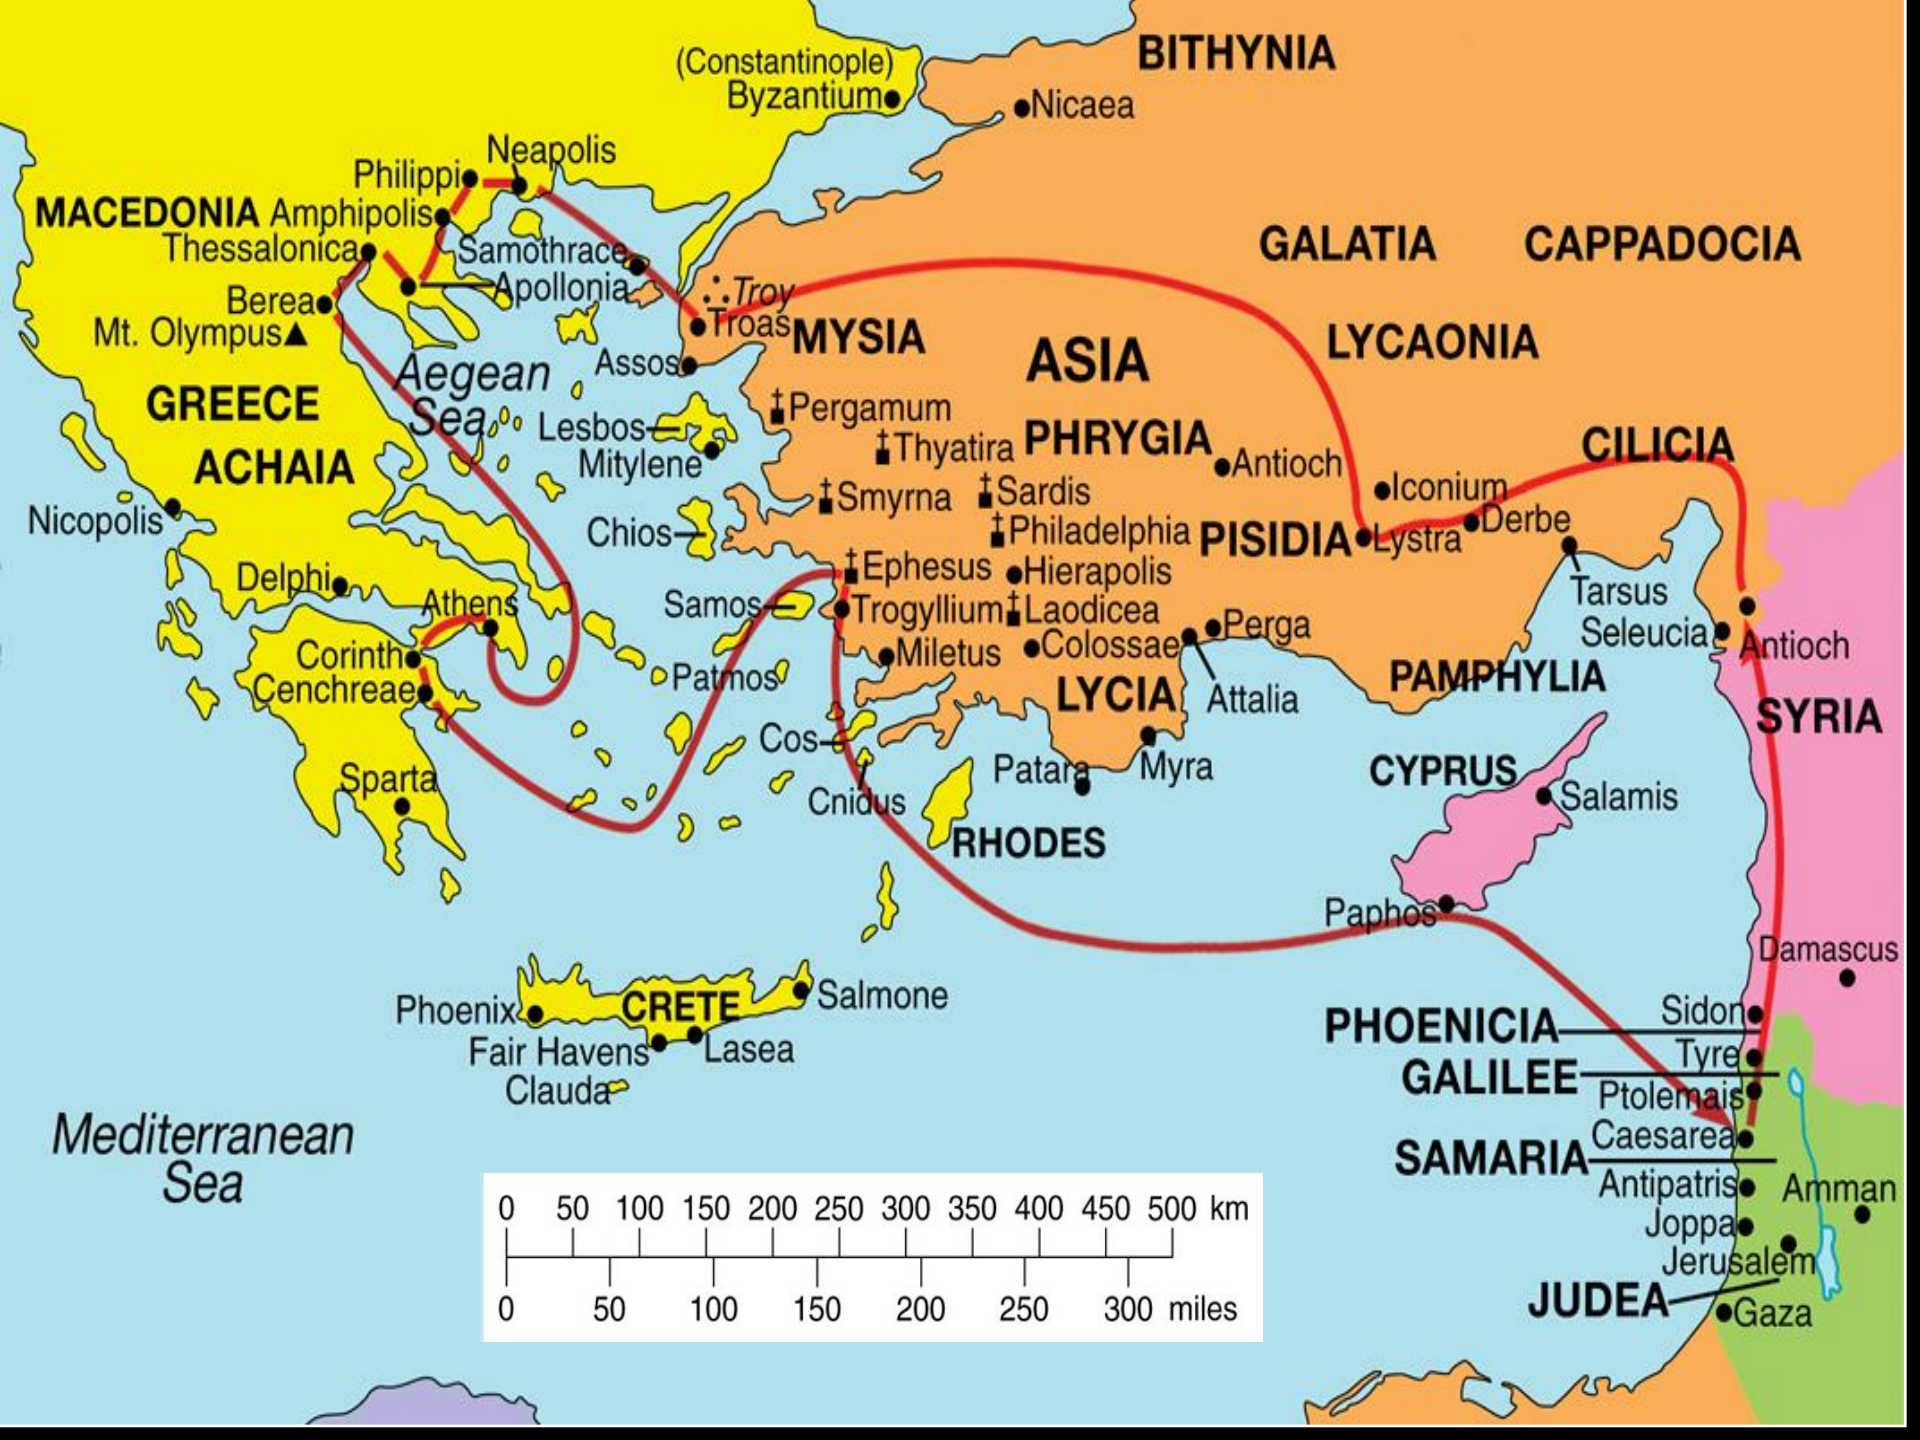 BITHYNIA
(Constantinople)
Byzantium
Nicaea
Neapolis
Philippi
MACEDONIA
Amphipolis
Thessalonica
Samothrace
Apollonia
GALATIA
CAPPADOCIA
Berea
Troy
Troas
Mt. Olympus
MYSIA
LYCAONIA
ASIA
Assos
Aegean
Sea
GREECE
Pergamum
Lesbos
Thyatira
PHRYGIA
Antioch
CILICIA
ACHAIA
Mitylene
Iconium
Smyrna
Sardis
Nicopolis
Chios
Philadelphia
PISIDIA
Lystra
Derbe
Delphi
Ephesus
Hierapolis
Tarsus
Athens
Samos
Trogyllium
Laodicea
Perga
Seleucia
Antioch
Corinth
Miletus
Colossae
Cenchreae
Patmos
LYCIA
Attalia
PAMPHYLIA
SYRIA
Cos
Patara
Myra
CYPRUS
Sparta
Cnidus
Salamis
RHODES
Paphos
Damascus
Phoenix
CRETE
Salmone
Sidon
PHOENICIA
Fair Havens
Lasea
Tyre
GALILEE
Clauda
Ptolemais
Mediterranean
Sea
Caesarea
SAMARIA
Antipatris
Amman
Joppa
Jerusalem
JUDEA
Gaza
0 50 100 150 200 250 300 350 400 450 500 km
0 50 100 150 200 250 300 miles